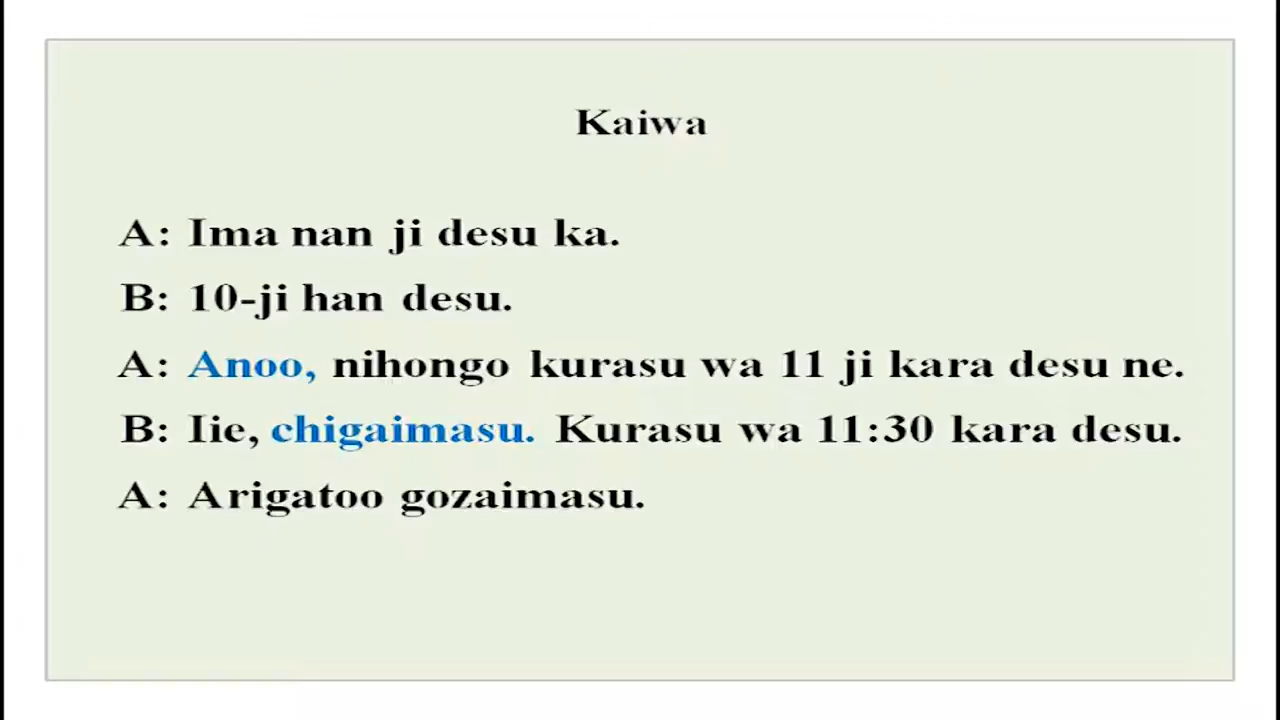 Kaiwa
A: Ima nan ji desu ka.
B: 10-ji han desu.
A: Anoo, nihongo kurasu wa 11 ji kara desu ne.
B: Iie, chigaimasu. Kurasu wa 11:30 kara desu.
A: Arigatoo gozaimasu.